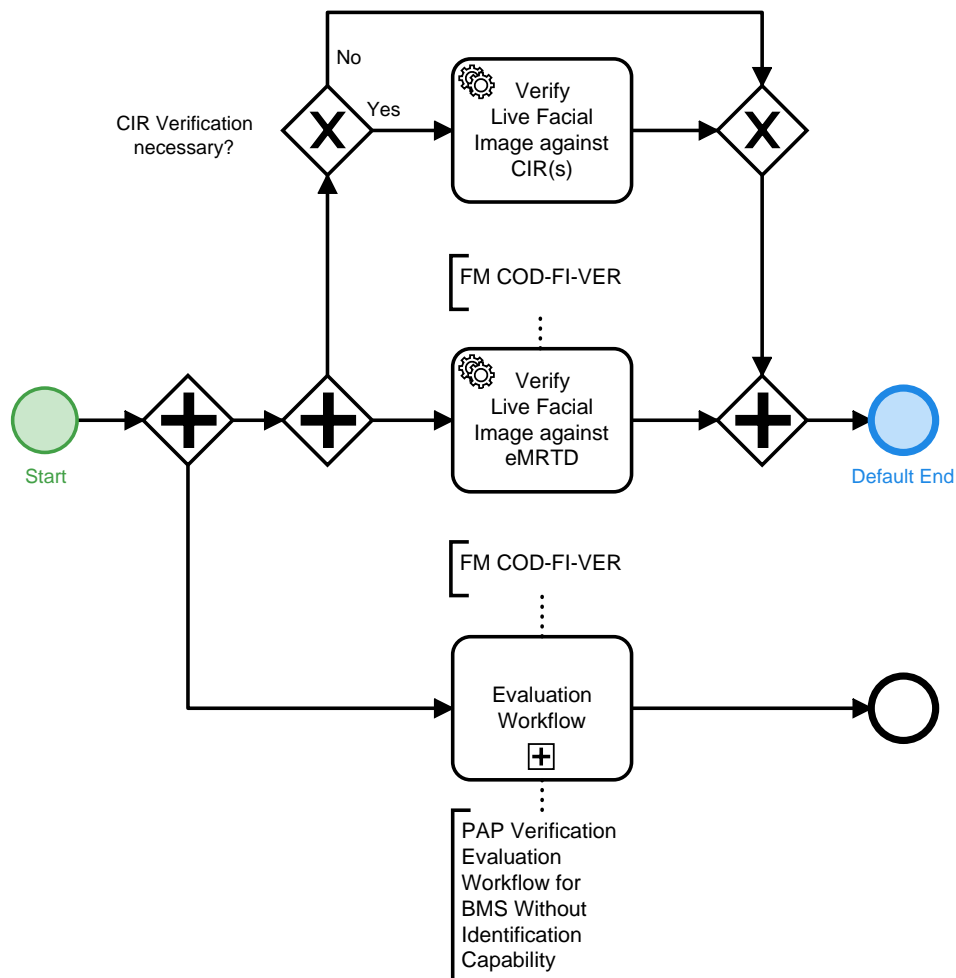 No
Yes
CIR Verification
necessary?
Verify
Live Facial
Image against
CIR(s)
FM COD-FI-VER
Verify
Live Facial
Image against
eMRTD
Start
Default End
FM COD-FI-VER
Evaluation
Workflow
PAP Verification
Evaluation
Workflow for
BMS Without
Identification
Capability